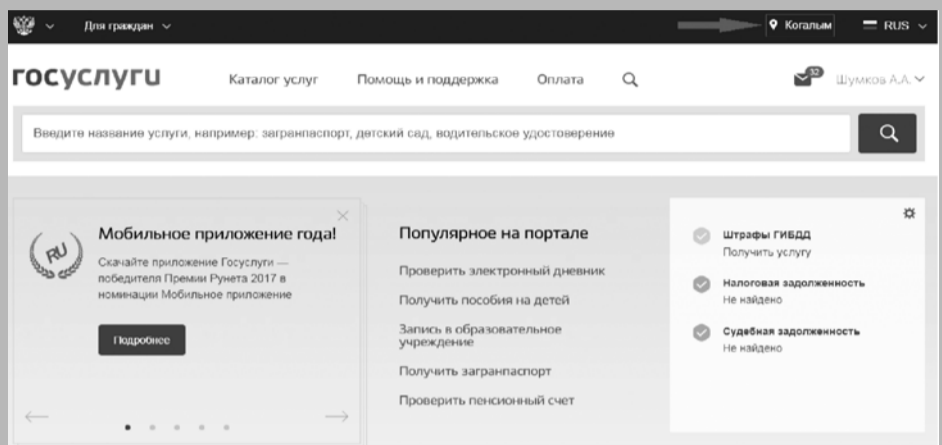 Для граждан
Когалым
RUS
госуслуги
Каталог услуг
Помощь и поддержка
Оплата
32
Шумков А.А.
Введите название услуги, например: загранпаспорт, детский сад, водительское удостоверение
RU
Мобильное приложение года!
Скачайте приложение Госуслуги —
победителя Премии Рунета 2017 в
номинации Мобильное приложение
Подробнее
Популярное на портале
Проверить электронный дневник
Получить пособия на детей
Запись в образовательное
учреждение
Получить загранпаспорт
Проверить пенсионный счет
Штрафы ГИБДД
Получить услугу
Налоговая задолженность
Не найдено
Судебная задолженность
Не найдено